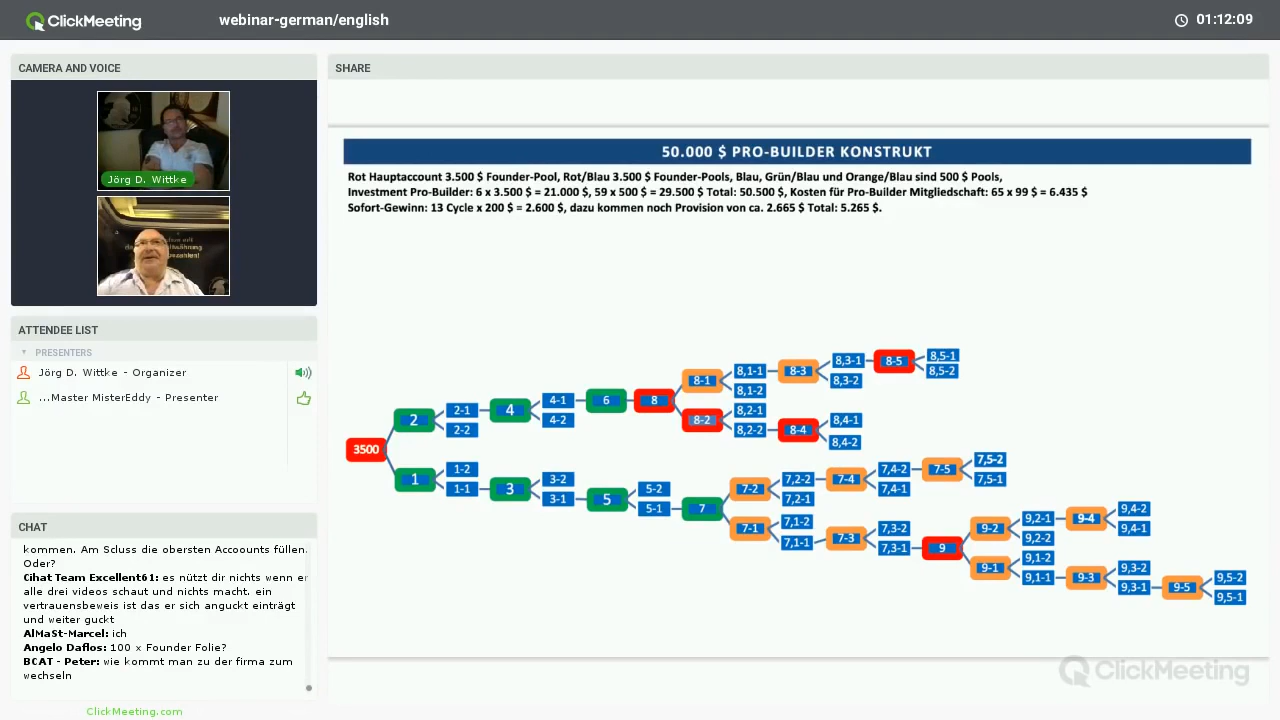 ClickMeeting
webinar-german/english
01:12:09
CAMERA AND VOICE
Jörg D. Wittke
ATTENDEE LIST
PRESENTERS
Jörg D. Wittke - Organizer
...Master MisterEddy - Presenter
CHAT
kommen. Am Scluss die obersten Accounts füllen.
Oder?
Cihat Team Excellent61: es nützt dir nichts wenn er
alle drei videos schaut und nichts macht. ein
vertrauensbeweis ist das er sich anguckt einträgt
und weiter guckt
AlMaSt-Marcel: ich
Angelo Daflos: 100 x Founder Folie?
BCAT - Peter: wie kommt man zu der firma zum
wechseln
ClickMeeting.com
SHARE
50.000 $ PRO-BUILDER KONSTRUKT
Rot Hauptaccount 3.500 $ Founder-Pool, Rot/Blau 3.500 $ Founder-Pools, Blau, Grün/Blau und Orange/Blau sind 500 $ Pools,
Investment Pro-Builder: 6 x 3.500 $ = 21.000 $, 59 x 500 $ = 29.500 $ Total: 50.500 $, Kosten für Pro-Builder Mitgliedschaft: 65 x 99 $ = 6.435 $
Sofort-Gewinn: 13 Cycle x 200 $ = 2.600 $, dazu kommen noch Provision von ca. 2.665 $ Total: 5.265 $.
8,5-1
8,3-1 8-5
8,1-1 8-3 8,5-2
8-1 8,3-2
8,1-2
4-1 6 8
2-1 4 8,2-1
2 4-2 8-2 8,4-1
2-2 8,2-2 8-4
8,4-2
3500
7,5-2
1-2 7,4-2 7-5
1 3-2 7,2-2 7-4 7,5-1
1-1 3 5-2 7-2 7,4-1
3-1 5 7,2-1
5-1 7 9,4-2
7,1-2 9,2-1 9-4
7-1 7,3-2 9-2 9,4-1
7,1-1 7-3 9,2-2
7,3-1 9 9,1-2
9-1 9,3-2
9,1-1 9-3 9,5-2
9,3-1 9-5
9,5-1
ClickMeeting